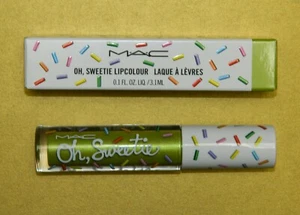 MAC
OH, SWEETIE LIPCOLOUR LAQUE À LÈVRES
0.1 FL. OZ. LIQ /3.1ML
MAC
Oh, Sweetie